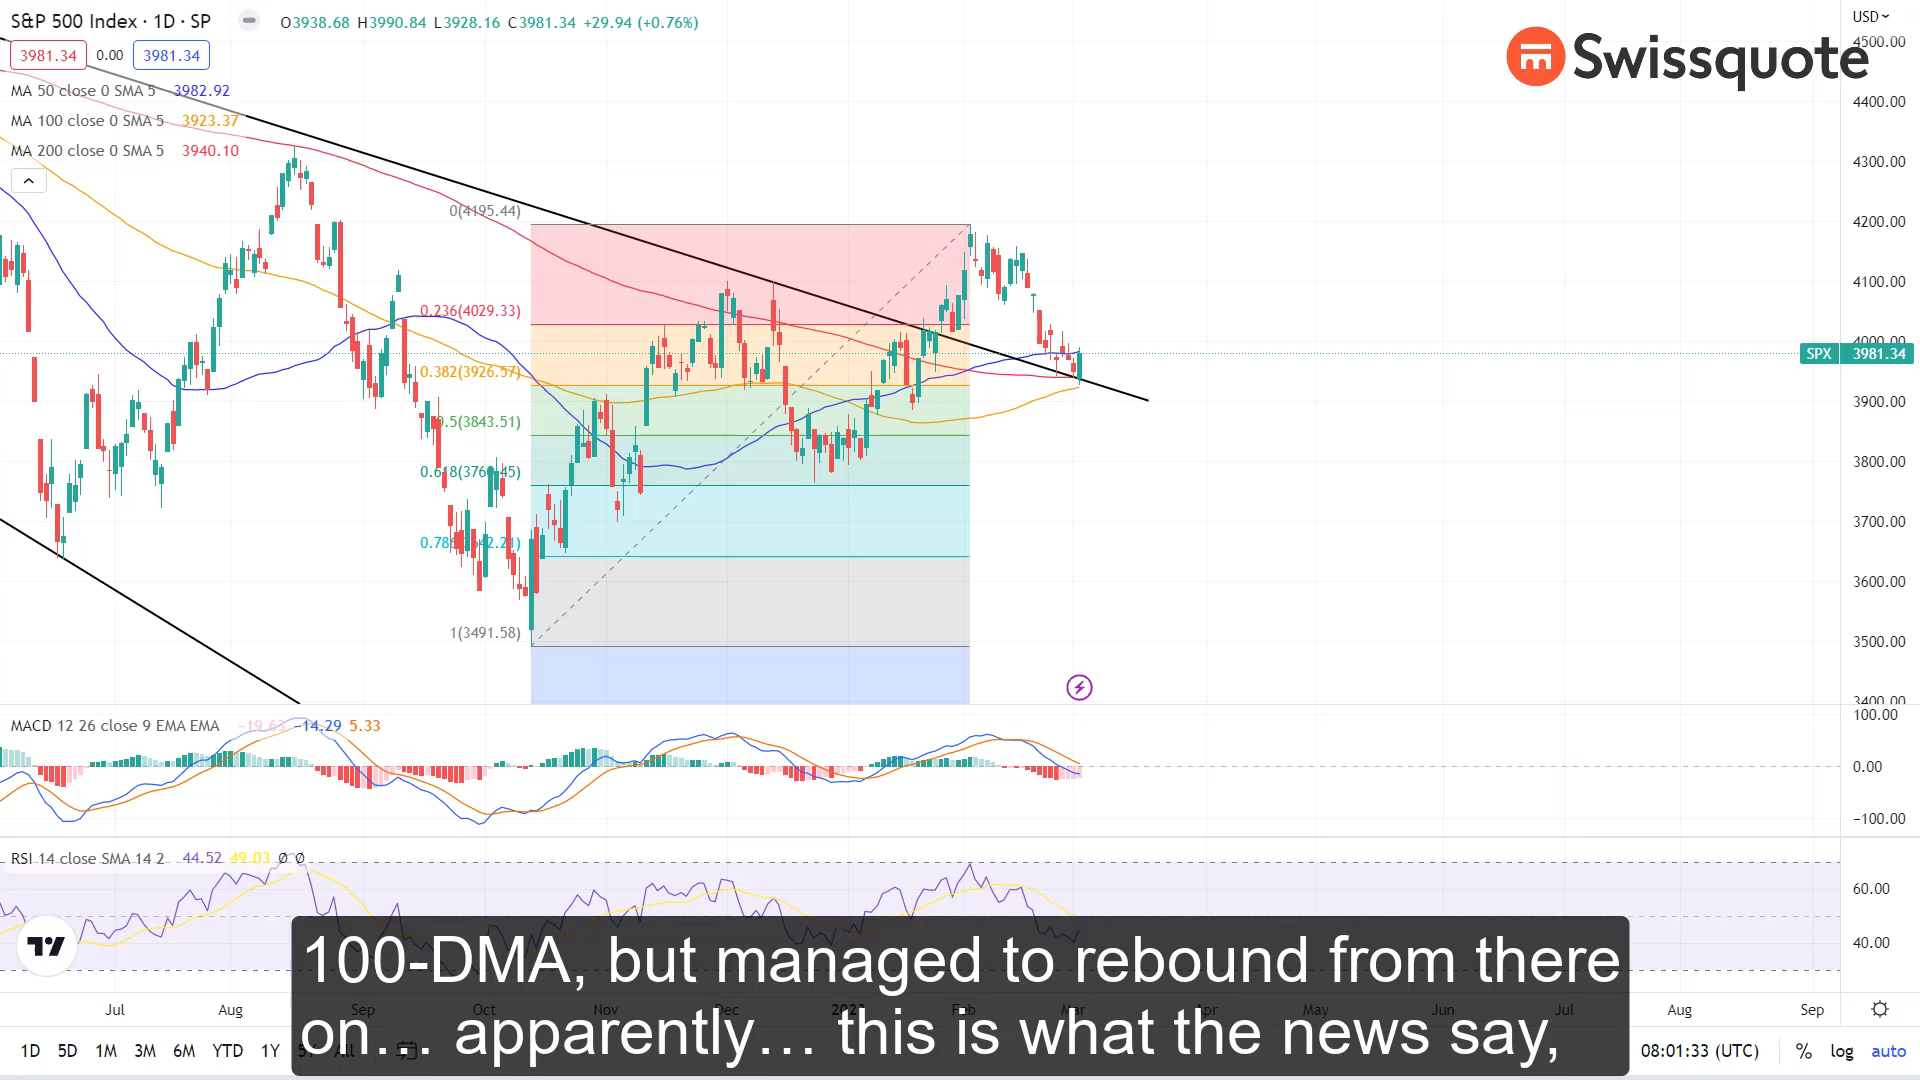 S&P 500 Index · 1D · SP
O3938.68 H3990.84 L3928.16 C3981.34 +29.94 (+0.76%)
USD
3981.34 0.00 3981.34
Swissquote
MA 50 close 0 SMA 5 3982.92
MA 100 close 0 SMA 5 3923.37
MA 200 close 0 SMA 5 3940.10
4500.00
4400.00
4300.00
4200.00
4100.00
4000.00
SPX 3981.34
3900.00
3800.00
3700.00
3600.00
3500.00
3400.00
0(4195.44)
0.236(4029.33)
0.382(3926.57)
0.5(3843.51)
0.618(3760.45)
1(3491.58)
MACD 12 26 close 9 EMA EMA −19.63 −14.29 5.33
100.00
0.00
−100.00
RSI 14 close SMA 14 2 44.52 49.03 Ø Ø
60.00
40.00
100-DMA, but managed to rebound from there
on… apparently… this is what the news say,
Jul Aug Sep Oct Nov Dec Feb Mar Apr May Jun Jul Aug Sep
1D 5D 1M 3M 6M YTD 1Y 5Y All
08:01:33 (UTC) % log auto